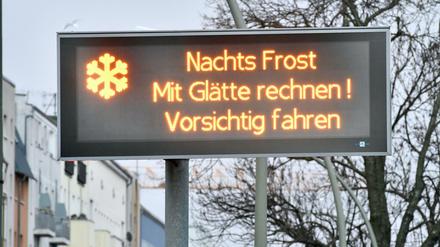 Nachts Frost
Mit Glätte rechnen !
Vorsichtig fahren